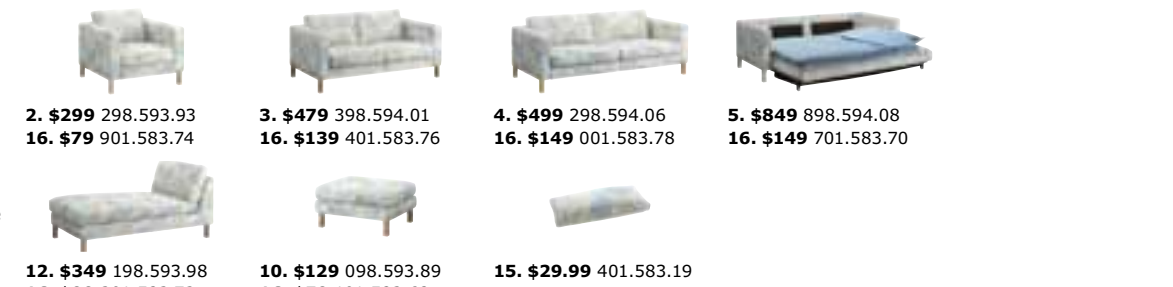 2. $299 298.593.93
16. $79 901.583.74
3. $479 398.594.01
16. $139 401.583.76
4. $499 298.594.06
16. $149 001.583.78
5. $849 898.594.08
16. $149 701.583.70
12. $349 198.593.98
10. $129 098.593.89
15. $29.99 401.583.19